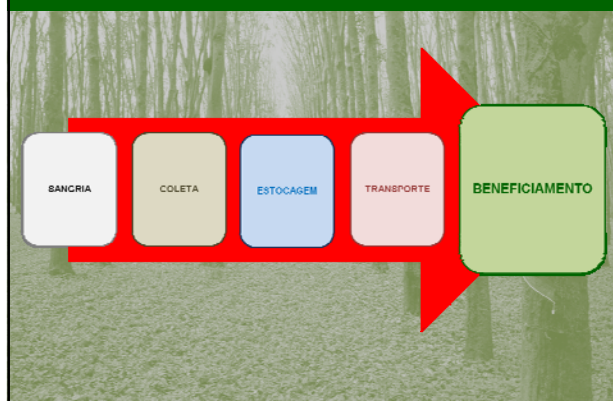 SANGRIA
COLETA
ESTOCAGEM
TRANSPORTE
BENEFICIAMENTO